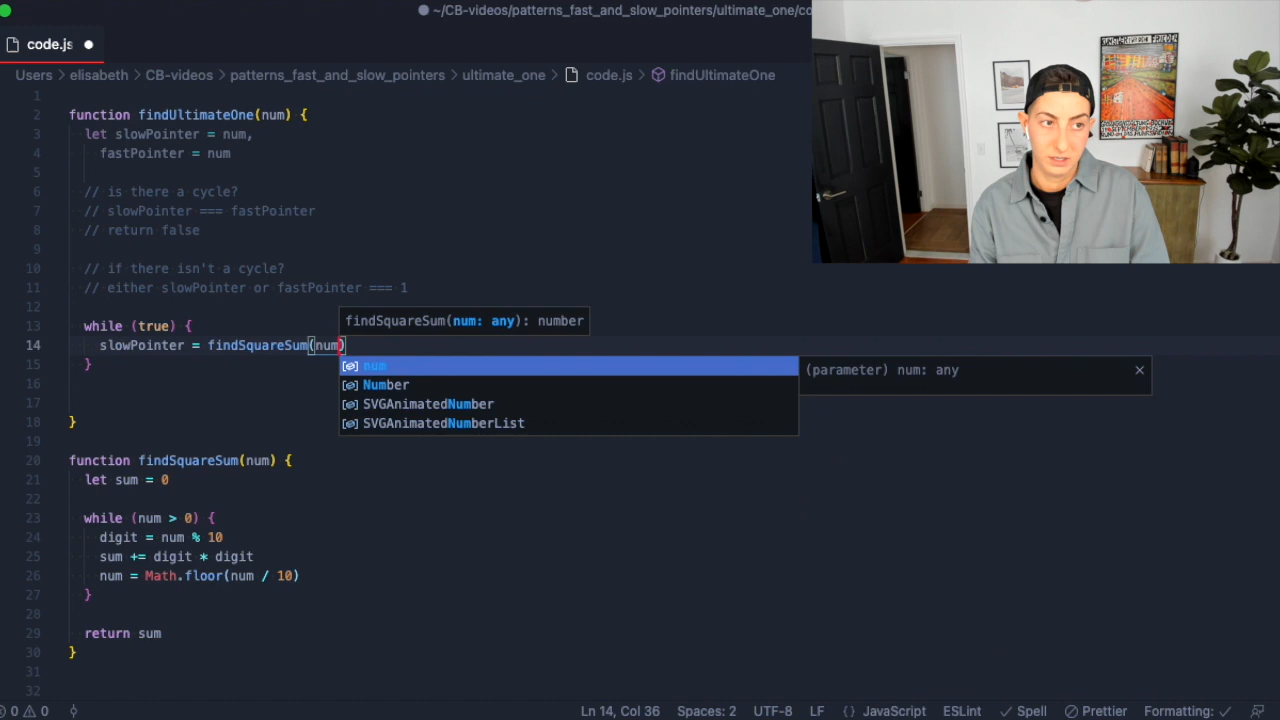 ~/CB-videos/patterns_fast_and_slow_pointers/ultimate_one/co
code.js
Users > elisabeth > CB-videos > patterns_fast_and_slow_pointers > ultimate_one > code.js > findUltimateOne
1
2 function findUltimateOne(num) {
3 let slowPointer = num,
4 fastPointer = num
5
6 // is there a cycle?
7 // slowPointer === fastPointer
8 // return false
9
10 // if there isn't a cycle?
11 // either slowPointer or fastPointer === 1
12
findSquareSum(num: any): number
13 while (true) {
14 slowPointer = findSquareSum(num)
15 }
num
(parameter) num: any
Number
SVGAnimatedNumber
SVGAnimatedNumberList
16
17
18 }
19
20 function findSquareSum(num) {
21 let sum = 0
22
23 while (num > 0) {
24 digit = num % 10
25 sum += digit * digit
26 num = Math.floor(num / 10)
27 }
28
29 return sum
30 }
31
32
0 0 Ln 14, Col 36 Spaces: 2 UTF-8 LF {} JavaScript ESLint ✓ Spell Prettier Formatting: ✓